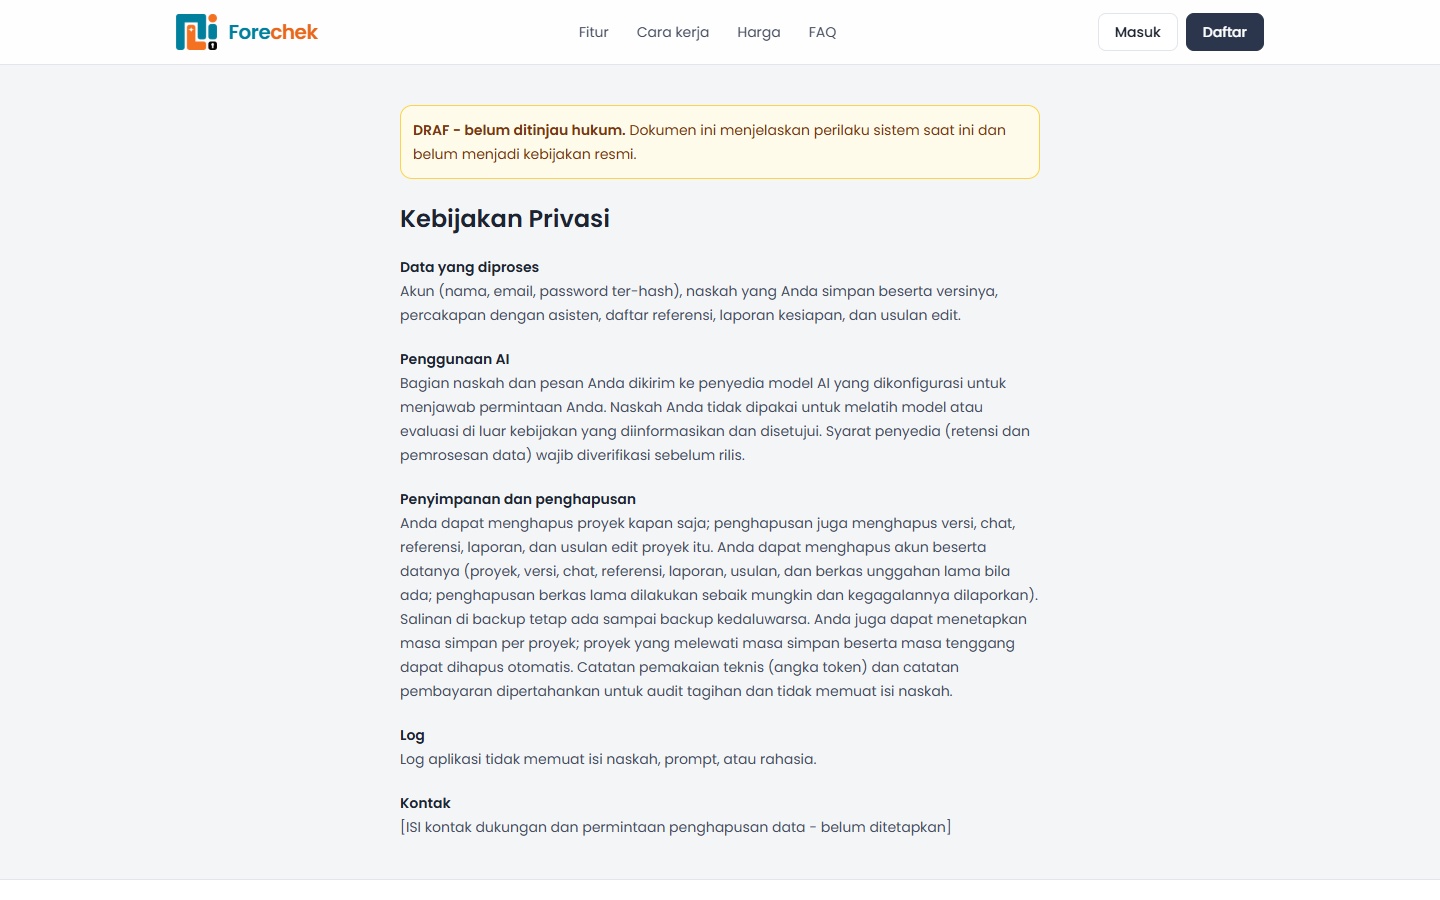 Forechek
Fitur
Cara kerja
Harga
FAQ
Masuk
Daftar
DRAF - belum ditinjau hukum. Dokumen ini menjelaskan perilaku sistem saat ini dan
belum menjadi kebijakan resmi.
Kebijakan Privasi
Data yang diproses
Akun (nama, email, password ter-hash), naskah yang Anda simpan beserta versinya,
percakapan dengan asisten, daftar referensi, laporan kesiapan, dan usulan edit.
Penggunaan AI
Bagian naskah dan pesan Anda dikirim ke penyedia model AI yang dikonfigurasi untuk
menjawab permintaan Anda. Naskah Anda tidak dipakai untuk melatih model atau
evaluasi di luar kebijakan yang diinformasikan dan disetujui. Syarat penyedia (retensi dan
pemrosesan data) wajib diverifikasi sebelum rilis.
Penyimpanan dan penghapusan
Anda dapat menghapus proyek kapan saja; penghapusan juga menghapus versi, chat,
referensi, laporan, dan usulan edit proyek itu. Anda dapat menghapus akun beserta
datanya (proyek, versi, chat, referensi, laporan, usulan, dan berkas unggahan lama bila
ada; penghapusan berkas lama dilakukan sebaik mungkin dan kegagalannya dilaporkan).
Salinan di backup tetap ada sampai backup kedaluwarsa. Anda juga dapat menetapkan
masa simpan per proyek; proyek yang melewati masa simpan beserta masa tenggang
dapat dihapus otomatis. Catatan pemakaian teknis (angka token) dan catatan
pembayaran dipertahankan untuk audit tagihan dan tidak memuat isi naskah.
Log
Log aplikasi tidak memuat isi naskah, prompt, atau rahasia.
Kontak
[ISI kontak dukungan dan permintaan penghapusan data - belum ditetapkan]